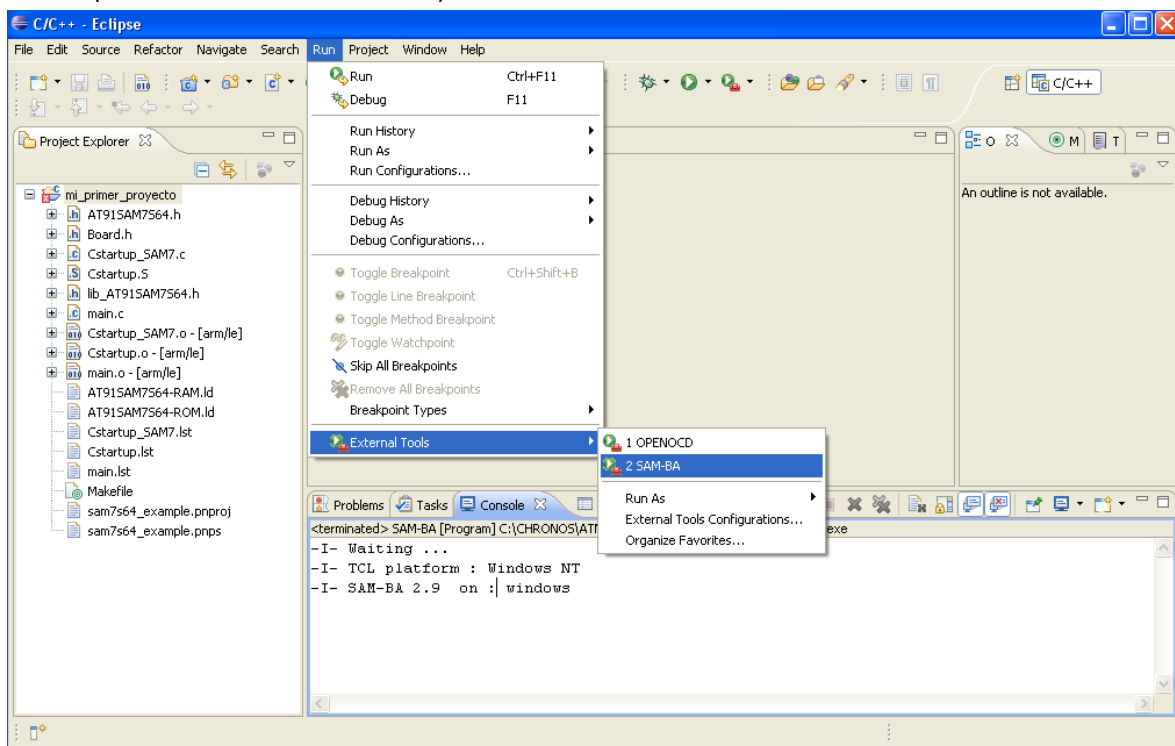 C/C++ - Eclipse
File Edit Source Refactor Navigate Search Run Project Window Help
C/C++
Run Ctrl+F11
Debug F11
Run History
Run As
Run Configurations...
Debug History
Debug As
Debug Configurations...
Toggle Breakpoint Ctrl+Shift+B
Toggle Line Breakpoint
Toggle Method Breakpoint
Toggle Watchpoint
Skip All Breakpoints
Remove All Breakpoints
Breakpoint Types
External Tools
1 OPENOCD
2 SAM-BA
Run As
External Tools Configurations...
Organize Favorites...
Project Explorer
mi_primer_proyecto
AT91SAM7S64.h
Board.h
Cstartup_SAM7.c
Cstartup.S
lib_AT91SAM7S64.h
main.c
Cstartup_SAM7.o - [arm/le]
Cstartup.o - [arm/le]
main.o - [arm/le]
AT91SAM7S64-RAM.ld
AT91SAM7S64-ROM.ld
Cstartup_SAM7.lst
Cstartup.lst
main.lst
Makefile
sam7s64_example.pnproj
sam7s64_example.pnps
O M T
An outline is not available.
Problems Tasks Console
<terminated> SAM-BA [Program] C:\CHRONOS\ATM exe
-I- Waiting ...
-I- TCL platform : Windows NT
-I- SAM-BA 2.9 on : windows